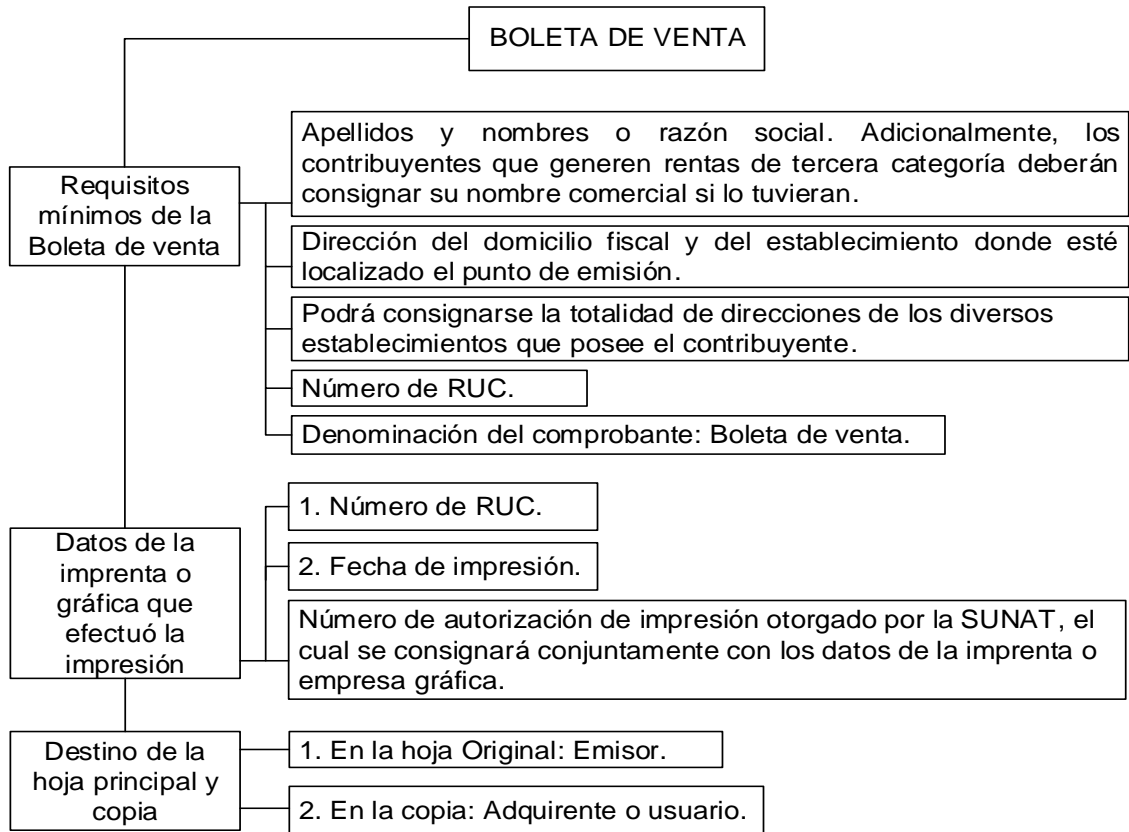 BOLETA DE VENTA
Requisitos
mínimos de la
Boleta de venta
Apellidos y nombres o razón social. Adicionalmente, los
contribuyentes que generen rentas de tercera categoría deberán
consignar su nombre comercial si lo tuvieran.
Dirección del domicilio fiscal y del establecimiento donde esté
localizado el punto de emisión.
Podrá consignarse la totalidad de direcciones de los diversos
establecimientos que posee el contribuyente.
Número de RUC.
Denominación del comprobante: Boleta de venta.
Datos de la
imprenta o
gráfica que
efectuó la
impresión
1. Número de RUC.
2. Fecha de impresión.
Número de autorización de impresión otorgado por la SUNAT, el
cual se consignará conjuntamente con los datos de la imprenta o
empresa gráfica.
Destino de la
hoja principal y
copia
1. En la hoja Original: Emisor.
2. En la copia: Adquirente o usuario.